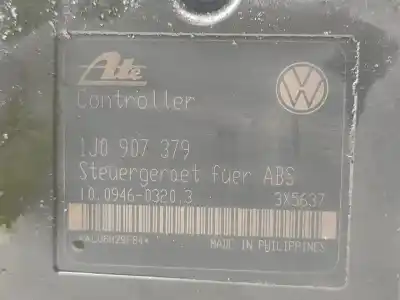 Ate
Controller
1J0 907 379
Steuergeraet fuer ABS
10.0946-0320.3 3X5637
MADE IN PHILIPPINES